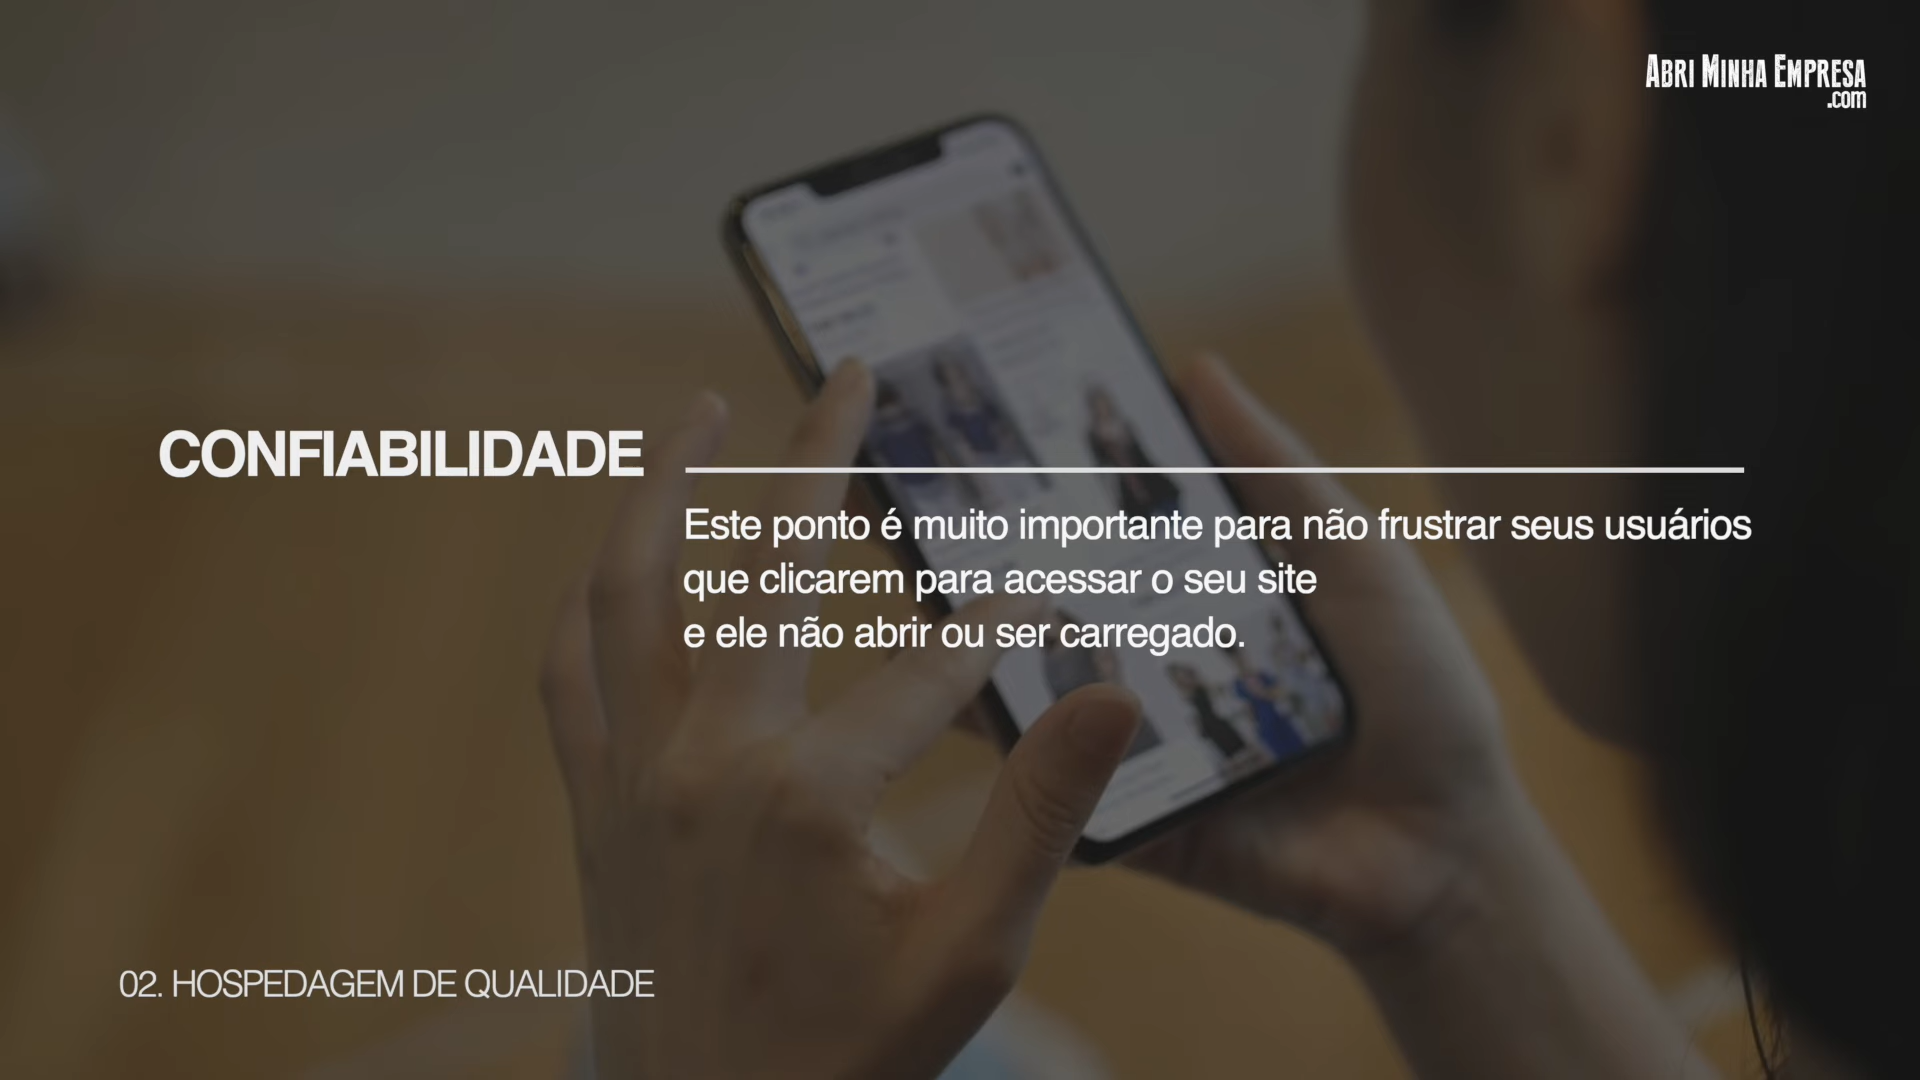 ABRI MINHA EMPRESA
.com
CONFIABILIDADE
Este ponto é muito importante para não frustrar seus usuários
que clicarem para acessar o seu site
e ele não abrir ou ser carregado.
02. HOSPEDAGEM DE QUALIDADE